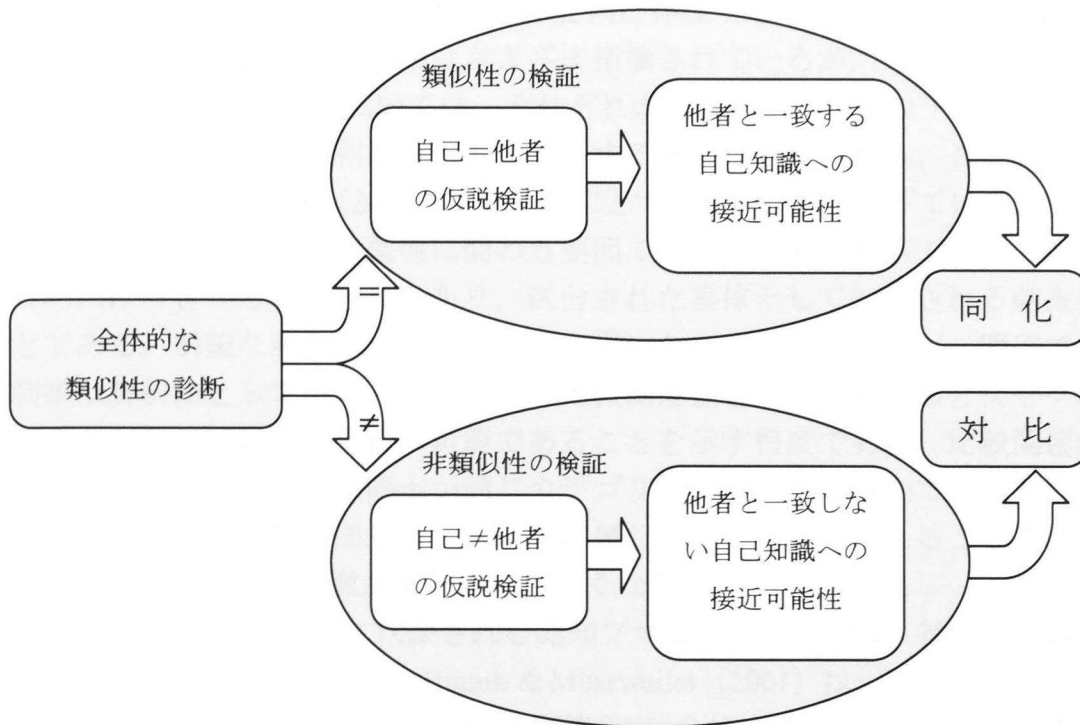 類似性の検証
自己＝他者
の仮説検証
他者と一致する
自己知識への
接近可能性
＝
同　化
全体的な
類似性の診断
≠
対　比
非類似性の検証
自己≠他者
の仮説検証
他者と一致しな
い自己知識への
接近可能性